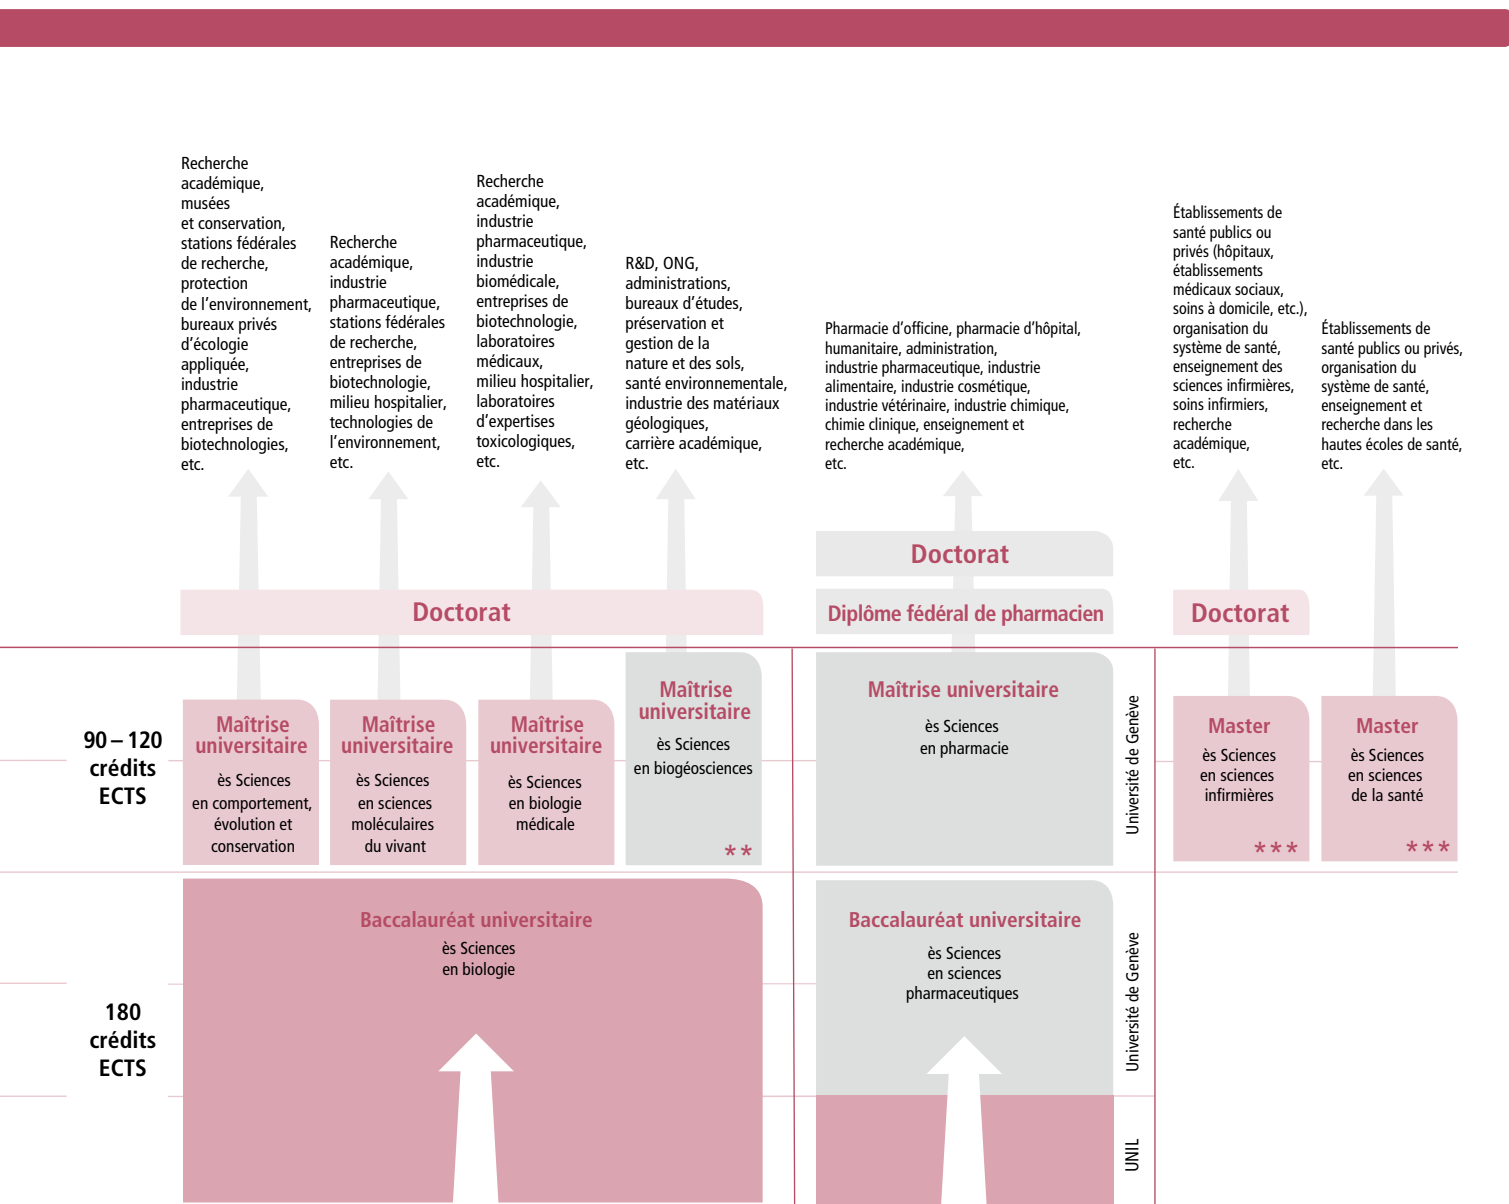 Recherche
académique,
musées
et conservation,
stations fédérales
de recherche,
protection
de l’environnement,
bureaux privés
d’écologie
appliquée,
industrie
pharmaceutique,
entreprises de
biotechnologies,
etc.
Recherche
académique,
industrie
pharmaceutique,
stations fédérales
de recherche,
entreprises de
biotechnologie,
milieu hospitalier,
technologies de
l’environnement,
etc.
Recherche
académique,
industrie
pharmaceutique,
industrie
biomédicale,
entreprises de
biotechnologie,
laboratoires
médicaux,
milieu hospitalier,
laboratoires
d’expertises
toxicologiques,
etc.
R&D, ONG,
administrations,
bureaux d’études,
préservation et
gestion de la
nature et des sols,
santé environnementale,
industrie des matériaux
géologiques,
carrière académique,
etc.
Pharmacie d’officine, pharmacie d’hôpital,
humanitaire, administration,
industrie pharmaceutique, industrie
alimentaire, industrie cosmétique,
industrie vétérinaire, industrie chimique,
chimie clinique, enseignement et
recherche académique,
etc.
Établissements de
santé publics ou
privés (hôpitaux,
établissements
médicaux sociaux,
soins à domicile, etc.),
organisation du
système de santé,
enseignement des
sciences infirmières,
soins infirmiers,
recherche
académique,
etc.
Établissements de
santé publics ou privés,
organisation du
système de santé,
enseignement et
recherche dans les
hautes écoles de santé,
etc.
Doctorat
Doctorat
Diplôme fédéral de pharmacien
Doctorat
90 – 120
crédits
ECTS
Maîtrise
universitaire
ès Sciences
en comportement,
évolution et
conservation
Maîtrise
universitaire
ès Sciences
en sciences
moléculaires
du vivant
Maîtrise
universitaire
ès Sciences
en biologie
médicale
Maîtrise
universitaire
ès Sciences
en biogéosciences
**
Maîtrise universitaire
ès Sciences
en pharmacie
Université de Genève
Master
ès Sciences
en sciences
infirmières
***
Master
ès Sciences
en sciences
de la santé
***
180
crédits
ECTS
Baccalauréat universitaire
ès Sciences
en biologie
Baccalauréat universitaire
ès Sciences
en sciences
pharmaceutiques
Université de Genève
UNIL